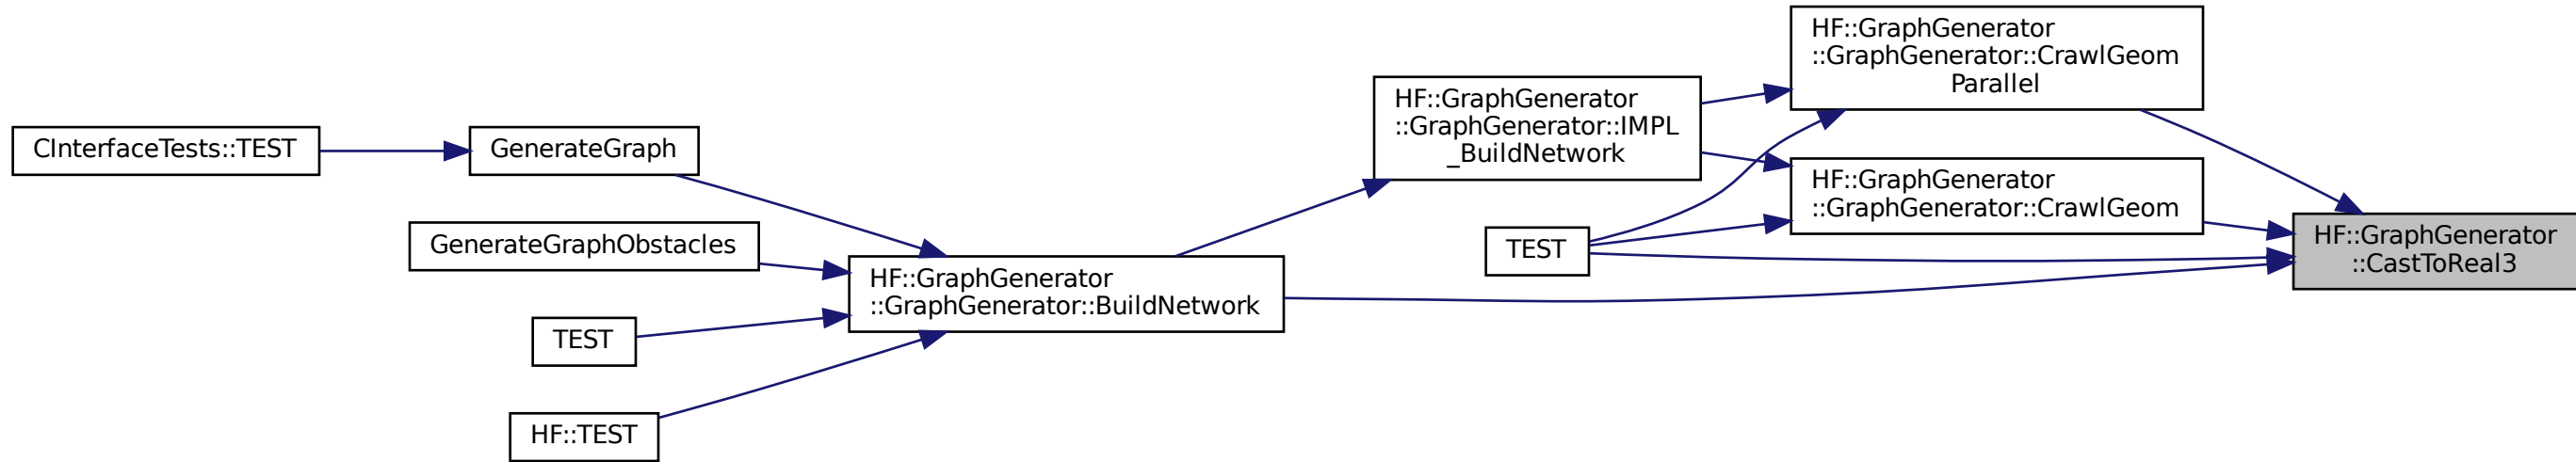 HF::GraphGenerator
::GraphGenerator::CrawlGeom
Parallel
HF::GraphGenerator
::GraphGenerator::IMPL
_BuildNetwork
CInterfaceTests::TEST
GenerateGraph
HF::GraphGenerator
::GraphGenerator::CrawlGeom
GenerateGraphObstacles
TEST
HF::GraphGenerator
::CastToReal3
HF::GraphGenerator
::GraphGenerator::BuildNetwork
TEST
HF::TEST